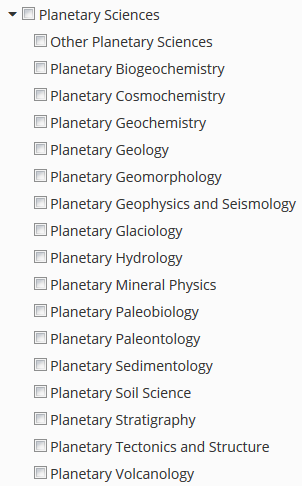 Planetary Sciences
Other Planetary Sciences
Planetary Biogeochemistry
Planetary Cosmochemistry
Planetary Geochemistry
Planetary Geology
Planetary Geomorphology
Planetary Geophysics and Seismology
Planetary Glaciology
Planetary Hydrology
Planetary Mineral Physics
Planetary Paleobiology
Planetary Paleontology
Planetary Sedimentology
Planetary Soil Science
Planetary Stratigraphy
Planetary Tectonics and Structure
Planetary Volcanology